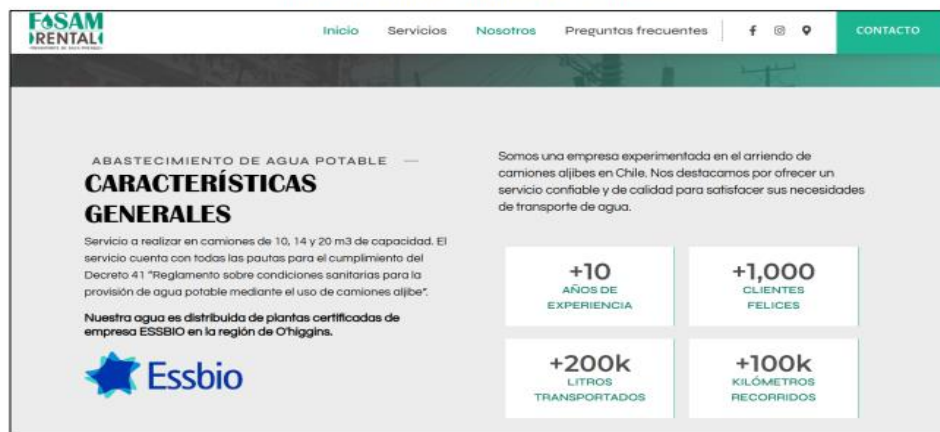 FOSAM
RENTAL
TRANSPORTE DE AGUA POTABLE
Inicio Servicios Nosotros Preguntas frecuentes CONTACTO
ABASTECIMIENTO DE AGUA POTABLE
CARACTERÍSTICAS
GENERALES
Servicio a realizar en camiones de 10, 14 y 20 m3 de capacidad. El
servicio cuenta con todas las pautas para el cumplimiento del
Decreto 41 “Reglamento sobre condiciones sanitarias para la
provisión de agua potable mediante el uso de camiones aljibe”.
Nuestra agua es distribuida de plantas certificadas de
empresa ESSBIO en la región de O'higgins.
Essbio
Somos una empresa experimentada en el arriendo de
camiones aljibes en Chile. Nos destacamos por ofrecer un
servicio confiable y de calidad para satisfacer sus necesidades
de transporte de agua.
+10
AÑOS DE
EXPERIENCIA
+1,000
CLIENTES
FELICES
+200k
LITROS
TRANSPORTADOS
+100k
KILÓMETROS
RECORRIDOS